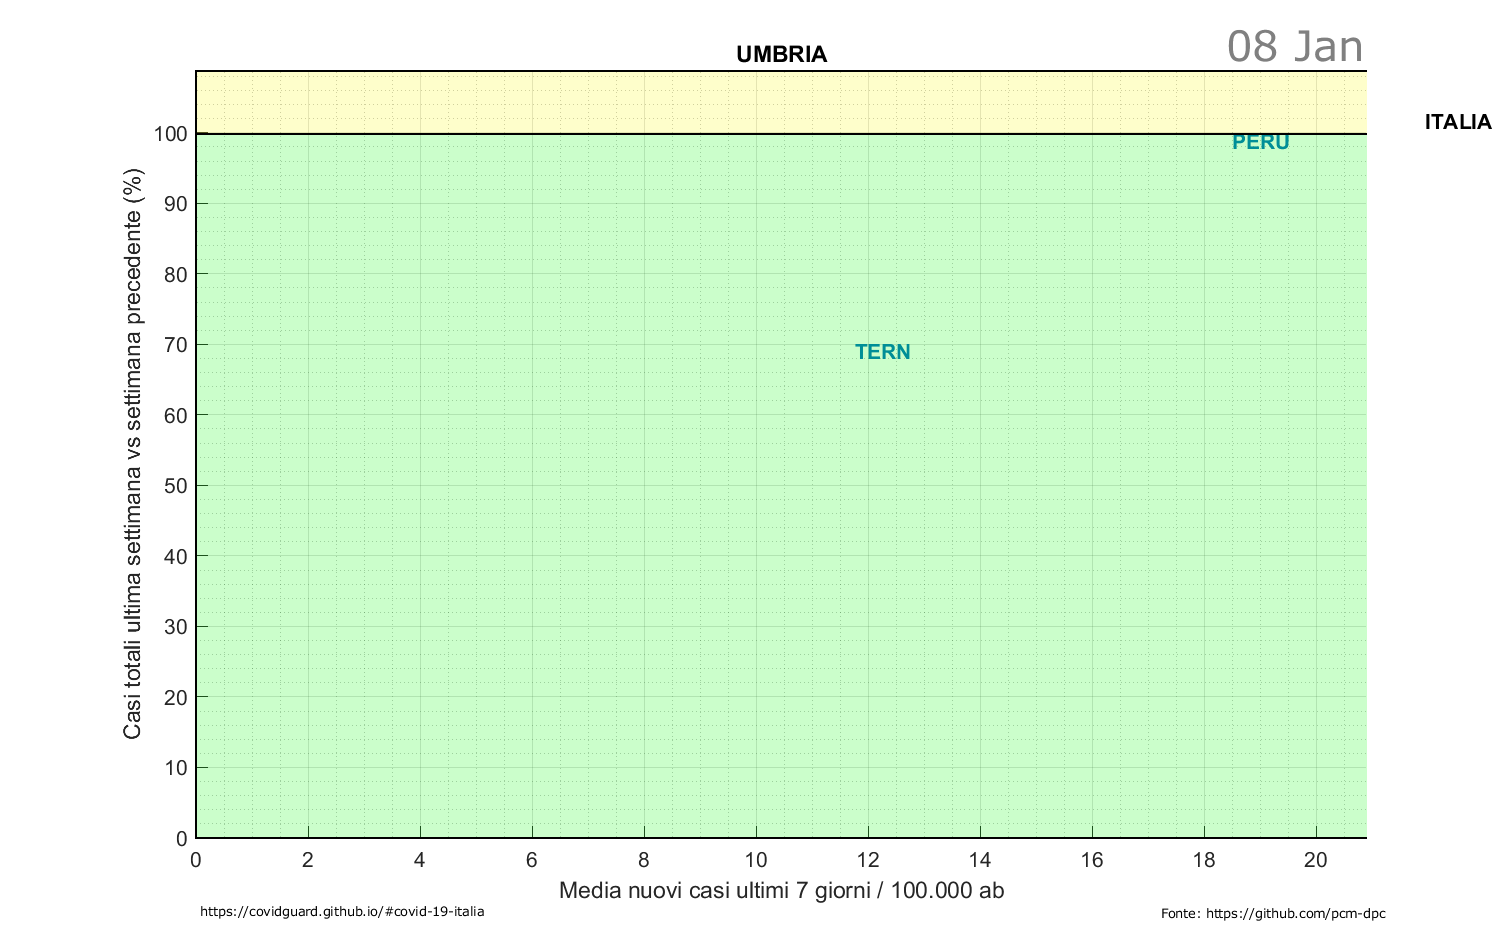 08 Jan
UMBRIA
ITALIA
PERU
TERN
Casi totali ultima settimana vs settimana precedente (%)
100
90
80
70
60
50
40
30
20
10
0
0 2 4 6 8 10 12 14 16 18 20
Media nuovi casi ultimi 7 giorni / 100.000 ab
https://covidguard.github.io/#covid-19-italia
Fonte: https://github.com/pcm-dpc